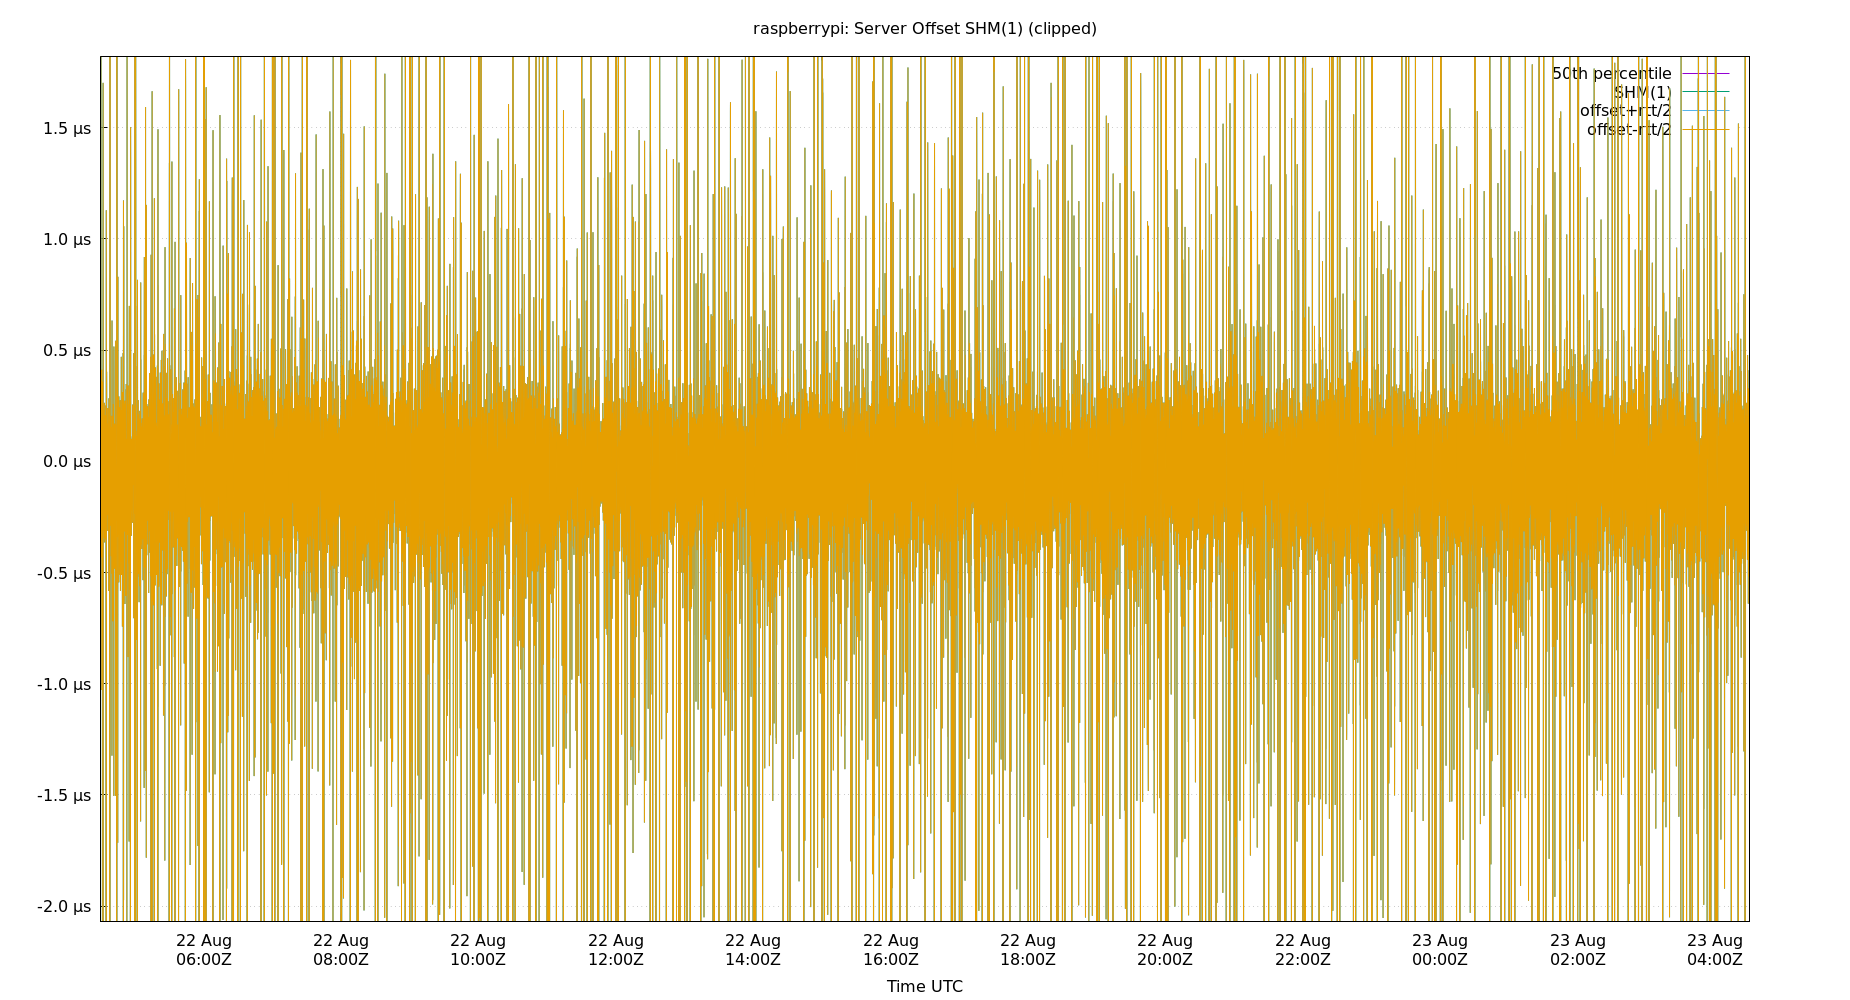 raspberrypi: Server Offset SHM(1) (clipped)
50th percentile
SHM(1)
offset+rtt/2
offset-rtt/2
1.5 µs
1.0 µs
0.5 µs
0.0 µs
-0.5 µs
-1.0 µs
-1.5 µs
-2.0 µs
22 Aug 22 Aug 22 Aug 22 Aug 22 Aug 22 Aug 22 Aug 22 Aug 22 Aug 23 Aug 23 Aug 23 Aug
06:00Z 08:00Z 10:00Z 12:00Z 14:00Z 16:00Z 18:00Z 20:00Z 22:00Z 00:00Z 02:00Z 04:00Z
Time UTC